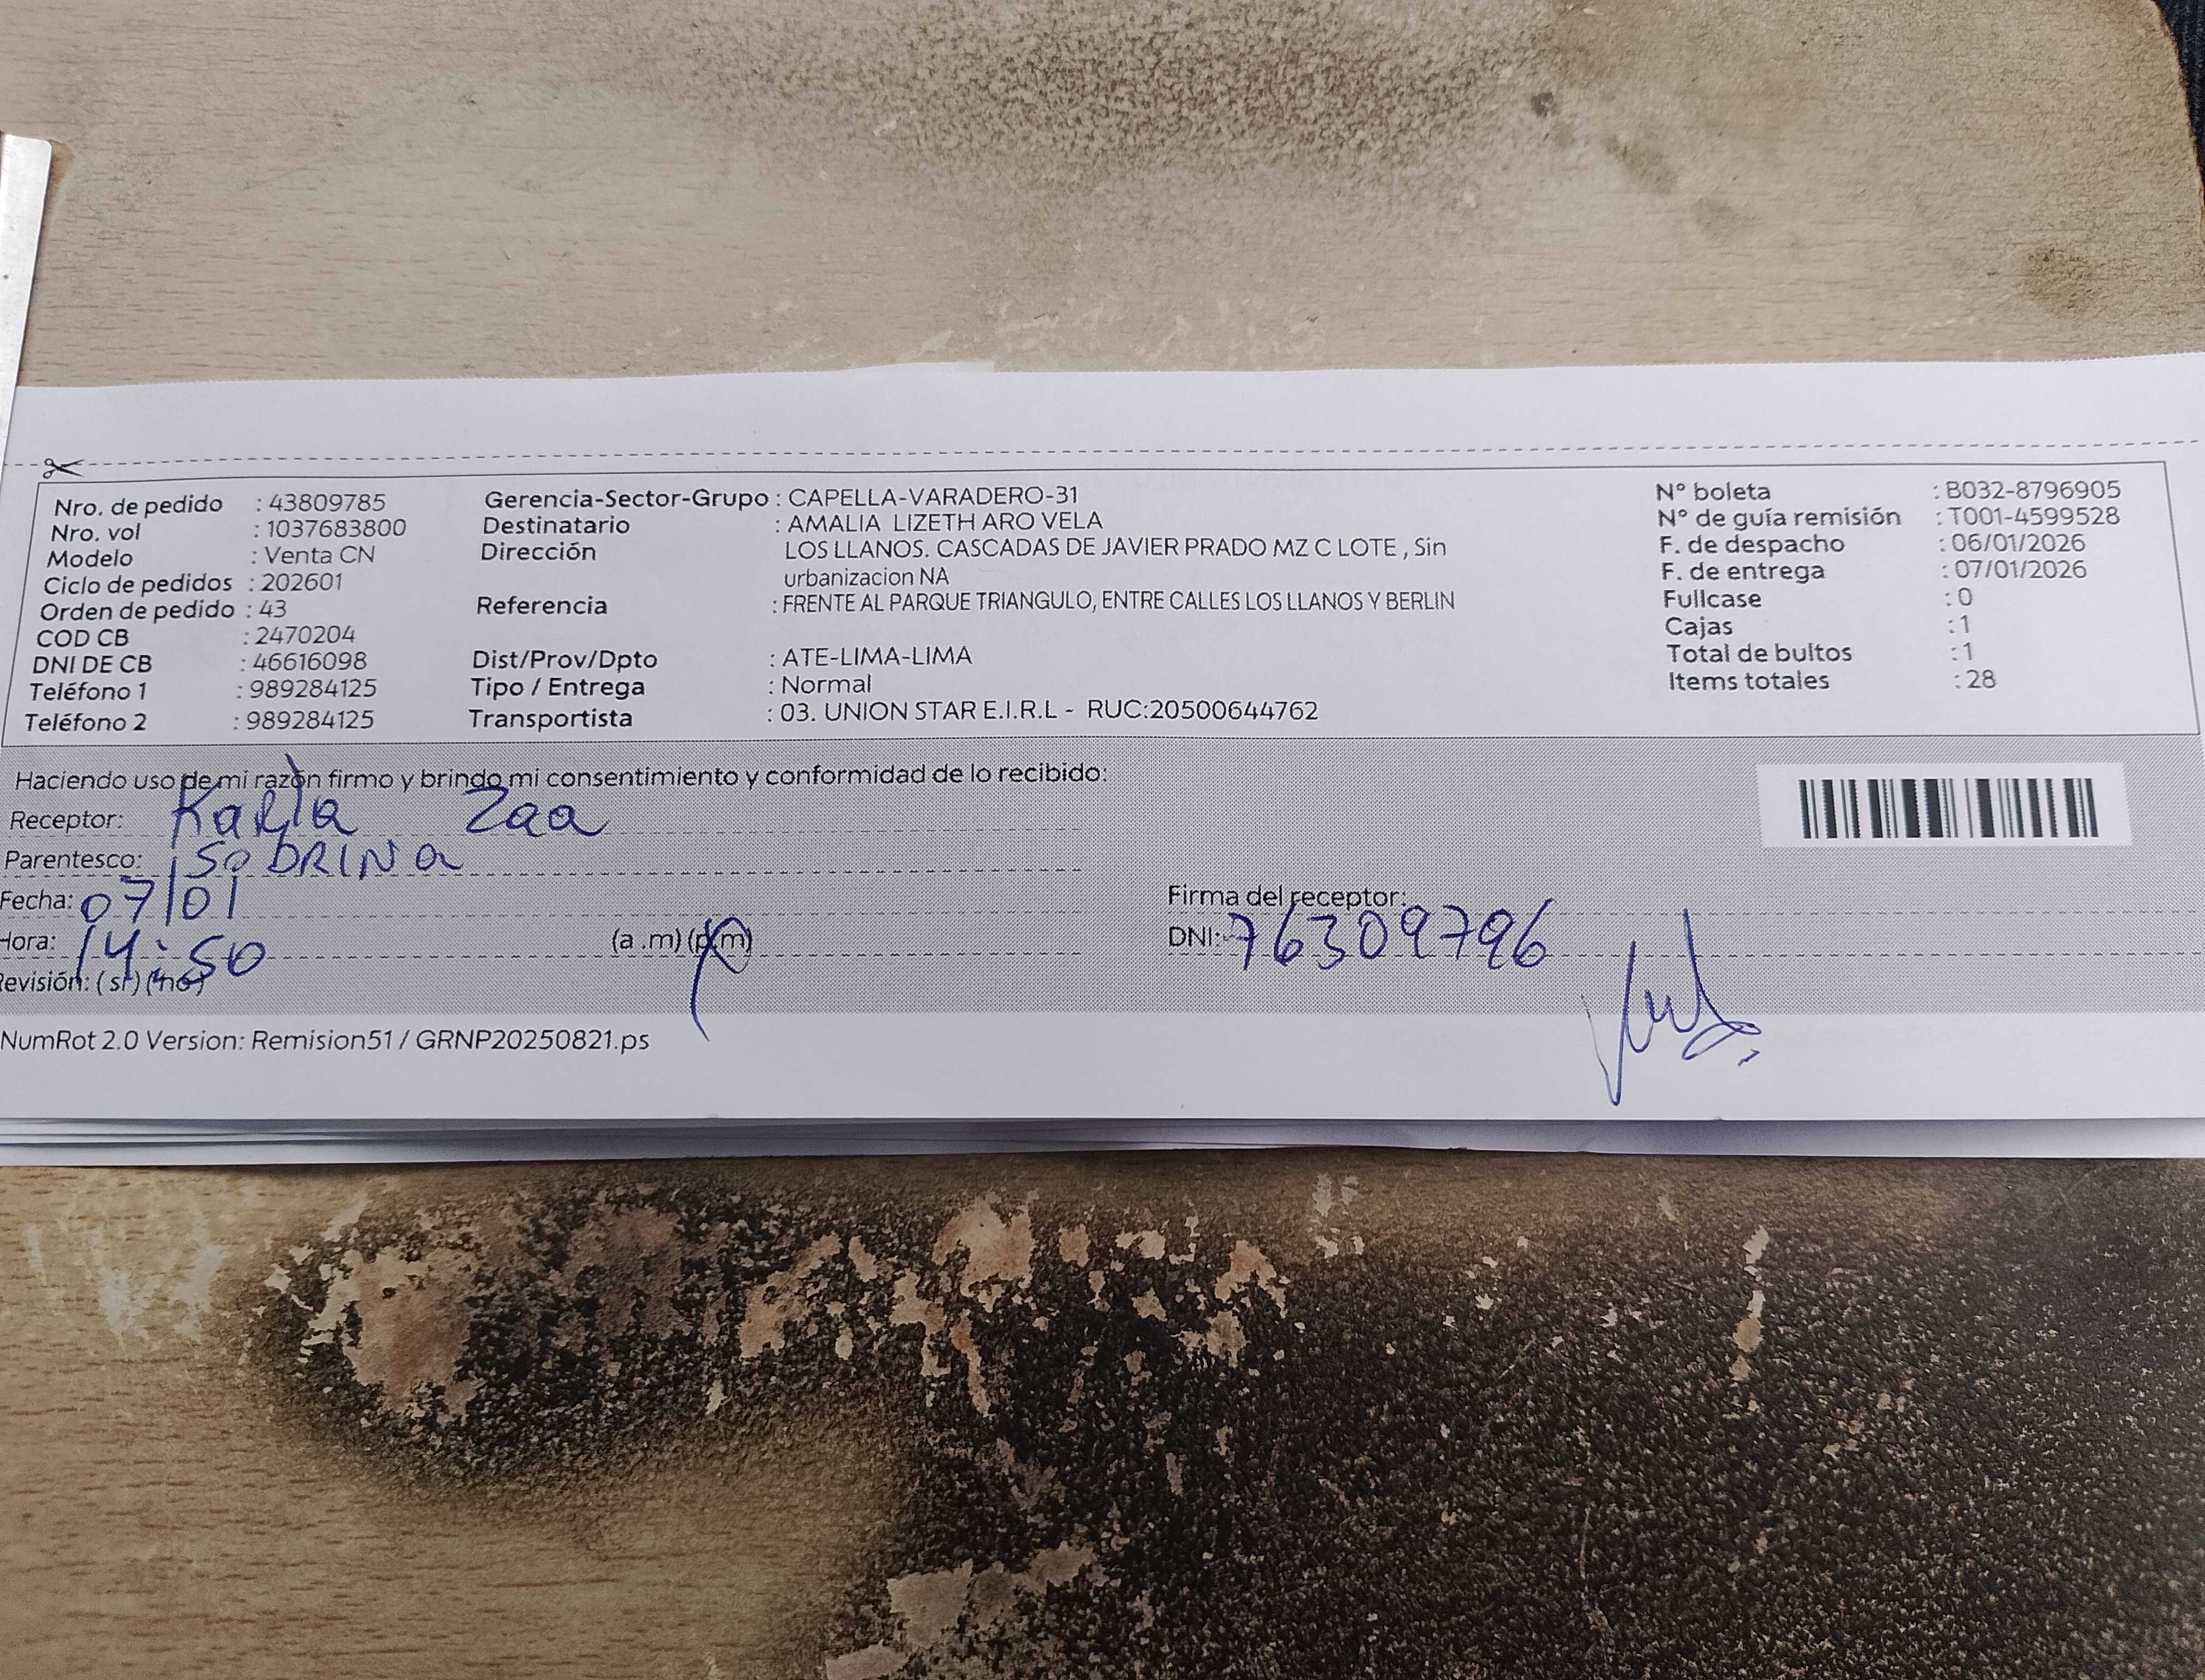 Nro. de pedido : 43809785
Nro. vol : 1037683800
Modelo : Venta CN
Ciclo de pedidos : 202601
Orden de pedido : 43
COD CB : 2470204
DNI DE CB : 46616098
Teléfono 1 : 989284125
Teléfono 2 : 989284125
Gerencia-Sector-Grupo : CAPELLA-VARADERO-31
Destinatario : AMALIA LIZETH ARO VELA
Dirección LOS LLANOS. CASCADAS DE JAVIER PRADO MZ C LOTE , Sin
urbanizacion NA
Referencia : FRENTE AL PARQUE TRIANGULO, ENTRE CALLES LOS LLANOS Y BERLIN
Dist/Prov/Dpto : ATE-LIMA-LIMA
Tipo / Entrega : Normal
Transportista : 03. UNION STAR E.I.R.L - RUC:20500644762
N° boleta : B032-8796905
N° de guía remisión : T001-4599528
F. de despacho : 06/01/2026
F. de entrega : 07/01/2026
Fullcase : 0
Cajas : 1
Total de bultos : 1
Items totales : 28
Haciendo uso de mi razón firmo y brindo mi consentimiento y conformidad de lo recibido:
Receptor: Karla Zaa
Parentesco: SOBRINA
Fecha: 07/01
Hora: 14:50 (a .m) (p.m)
Revisión: ( si ) ( no )
Firma del receptor:
DNI: 76309796
NumRot 2.0 Version: Remision51 / GRNP20250821.ps